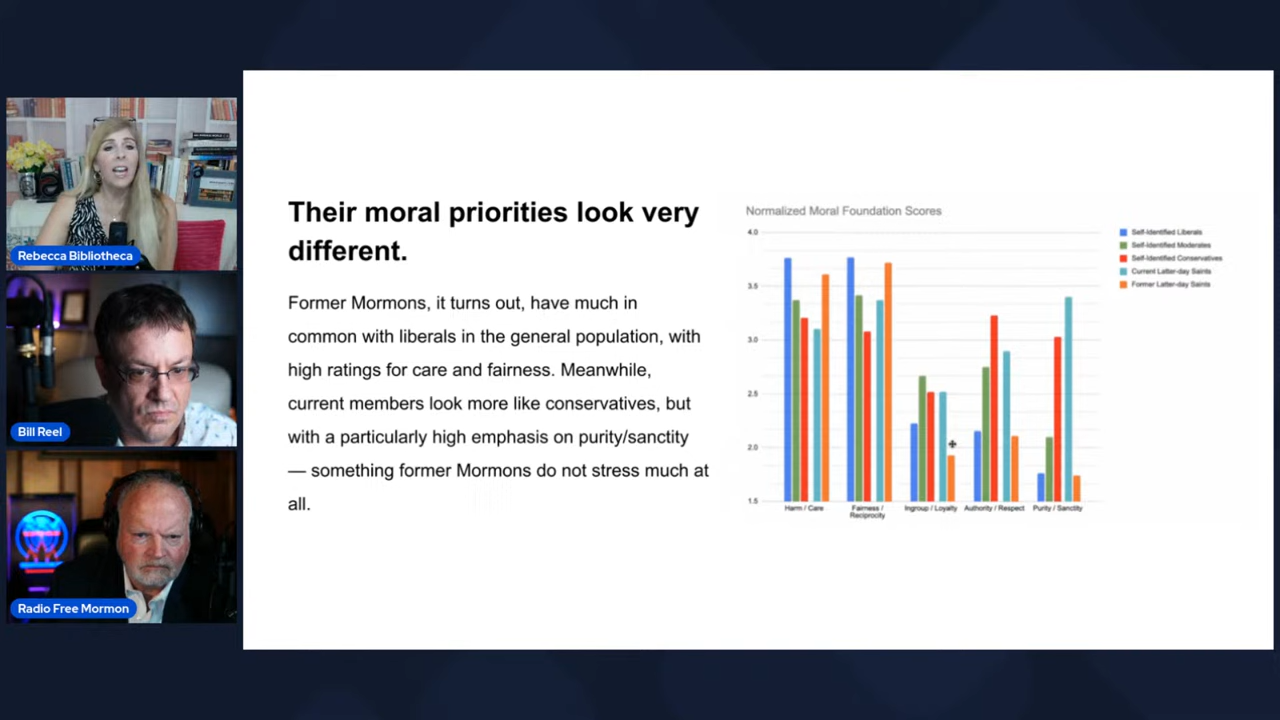 Rebecca Bibliotheca
Bill Reel
Radio Free Mormon
Their moral priorities look very
different.
Former Mormons, it turns out, have much in
common with liberals in the general population, with
high ratings for care and fairness. Meanwhile,
current members look more like conservatives, but
with a particularly high emphasis on purity/sanctity
— something former Mormons do not stress much at
all.
Normalized Moral Foundation Scores
4.0
3.5
3.0
2.5
2.0
1.5
Harm / Care
Fairness /
Reciprocity
Ingroup / Loyalty
Authority / Respect
Purity / Sanctity
Self-Identified Liberals
Self-Identified Moderates
Self-Identified Conservatives
Current Latter-day Saints
Former Latter-day Saints